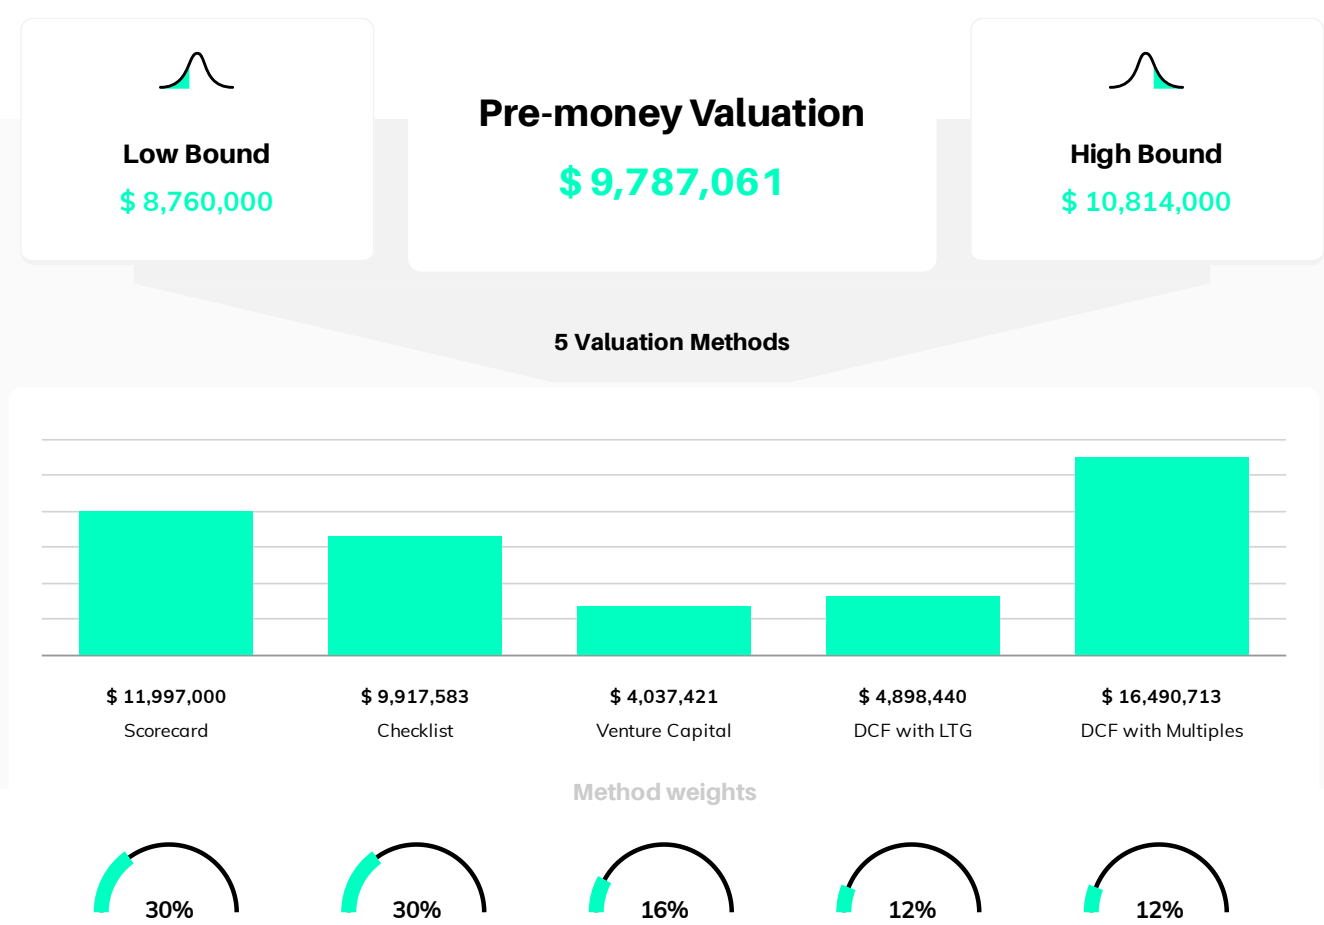 Pre-money Valuation
$ 9,787,061
Low Bound
$ 8,760,000
High Bound
$ 10,814,000
5 Valuation Methods
$ 11,997,000
Scorecard
$ 9,917,583
Checklist
$ 4,037,421
Venture Capital
$ 4,898,440
DCF with LTG
$ 16,490,713
DCF with Multiples
Method weights
30%
30%
16%
12%
12%